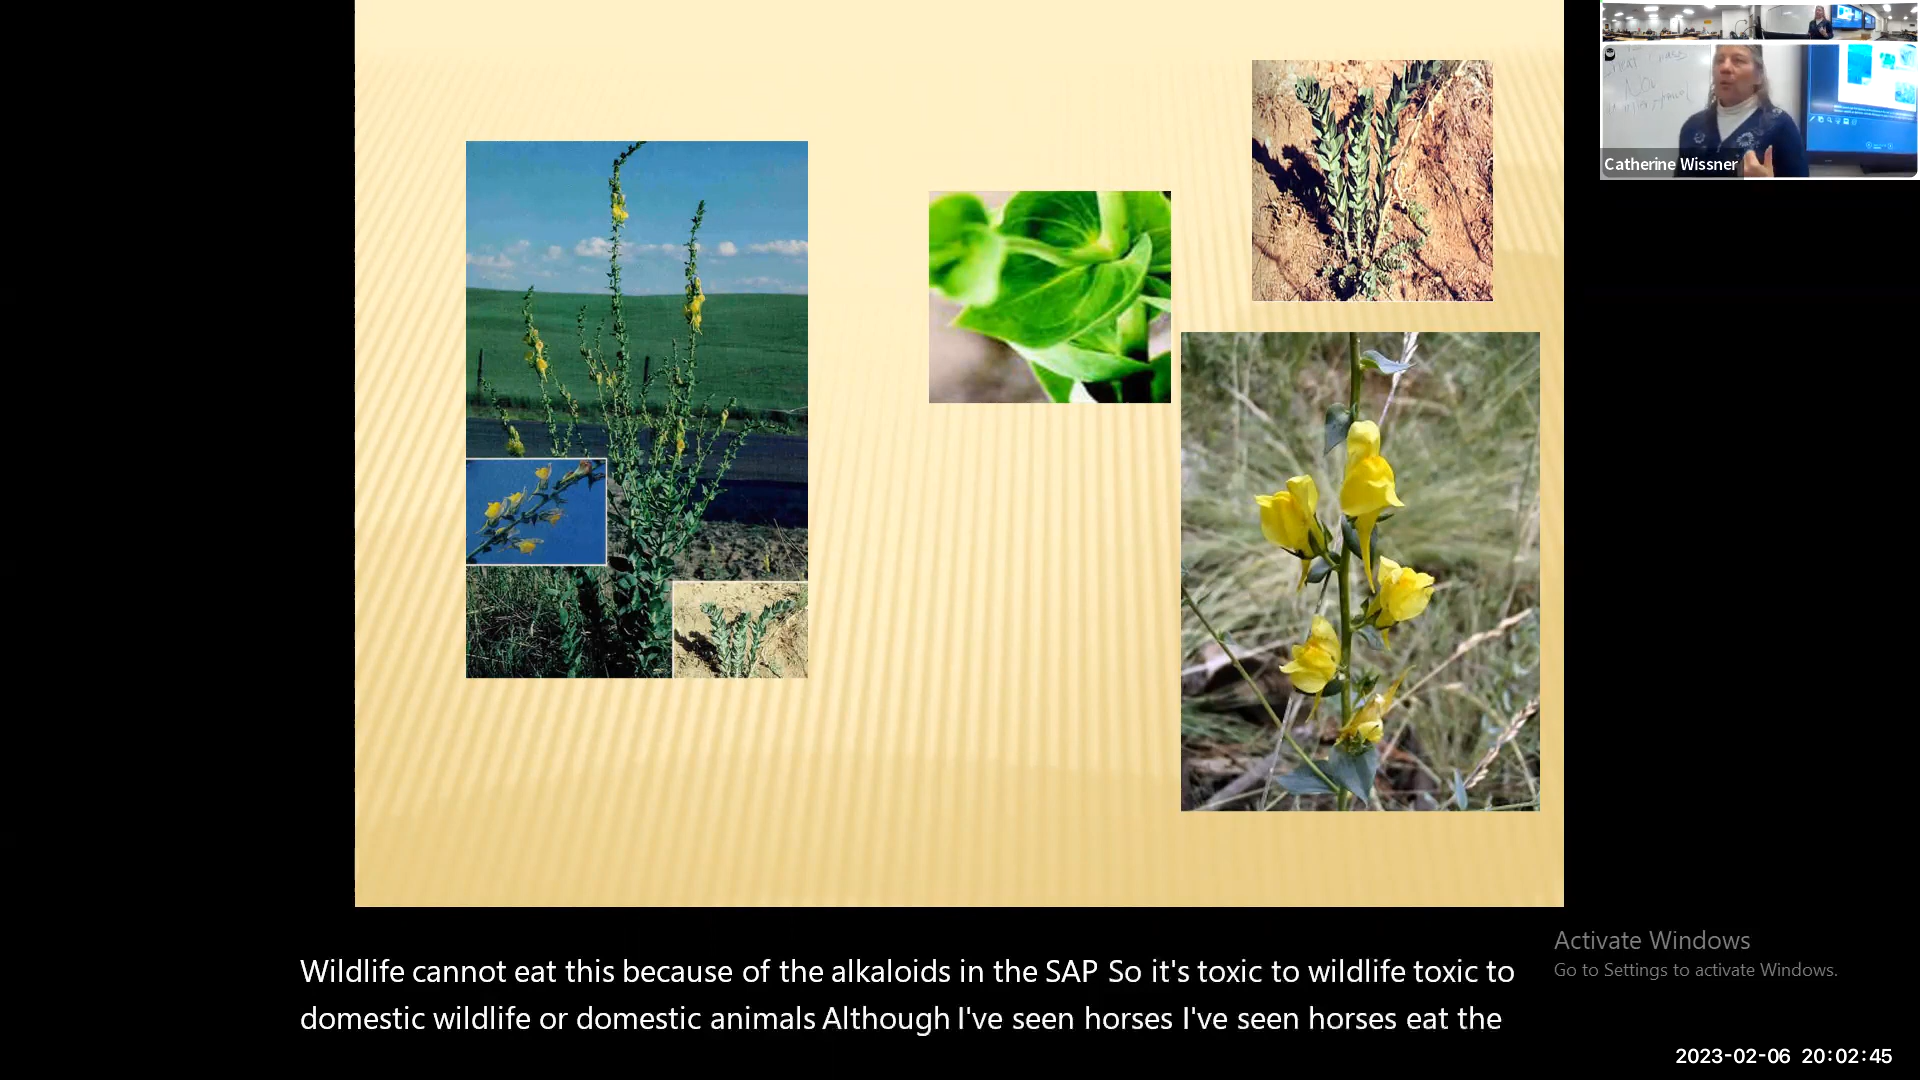 Catherine Wissner
Wildlife cannot eat this because of the alkaloids in the SAP So it's toxic to wildlife toxic to
domestic wildlife or domestic animals Although I've seen horses I've seen horses eat the
Activate Windows
Go to Settings to activate Windows.
2023-02-06 20:02:45